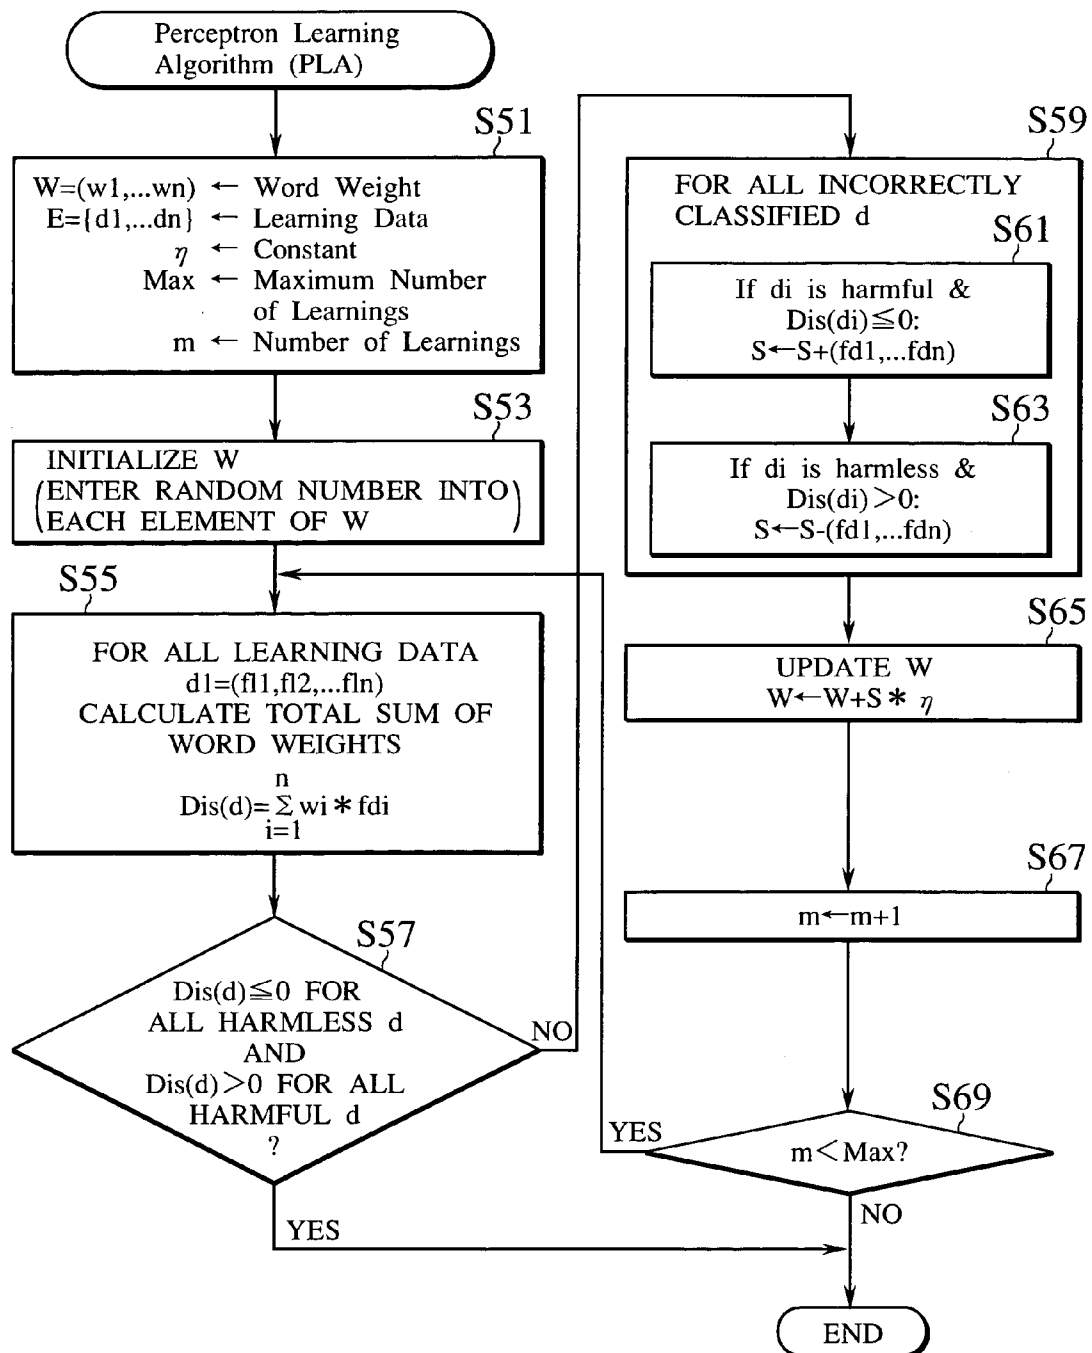 Perceptron Learning
Algorithm (PLA)
S51
W=(w1,...wn) ← Word Weight
E={d1,...dn} ← Learning Data
η ← Constant
Max ← Maximum Number
of Learnings
m ← Number of Learnings
S53
INITIALIZE W
(ENTER RANDOM NUMBER INTO
EACH ELEMENT OF W)
S55
FOR ALL LEARNING DATA
d1=(fl1,fl2,...fln)
CALCULATE TOTAL SUM OF
WORD WEIGHTS
n
Dis(d)=Σwi*fdi
i=1
S57
Dis(d)≦0 FOR
ALL HARMLESS d
AND
Dis(d)>0 FOR ALL
HARMFUL d
?
NO
YES
S59
FOR ALL INCORRECTLY
CLASSIFIED d
S61
If di is harmful &
Dis(di)≦0:
S←S+(fd1,...fdn)
S63
If di is harmless &
Dis(di)>0:
S←S-(fd1,...fdn)
S65
UPDATE W
W←W+S* η
S67
m←m+1
S69
m<Max?
YES
NO
END